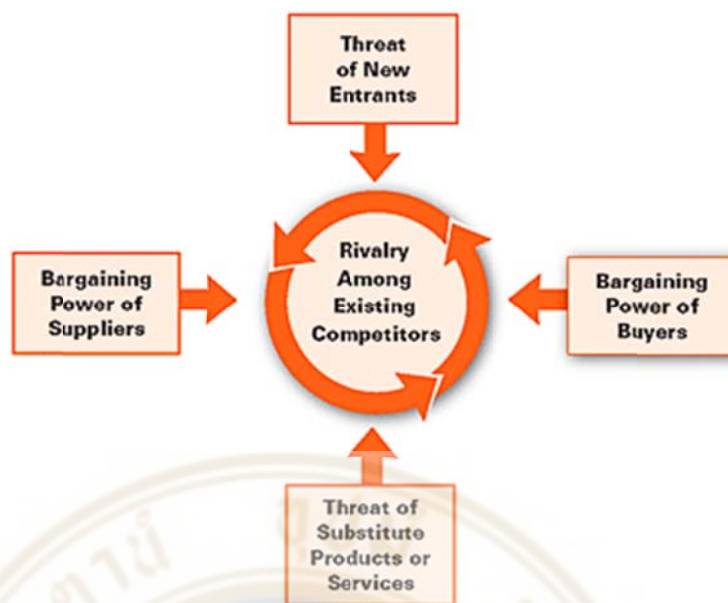 Threat
of New
Entrants
Rivalry
Among
Existing
Competitors
Bargaining
Power of
Suppliers
Bargaining
Power of
Buyers
Threat of
Substitute
Products or
Services